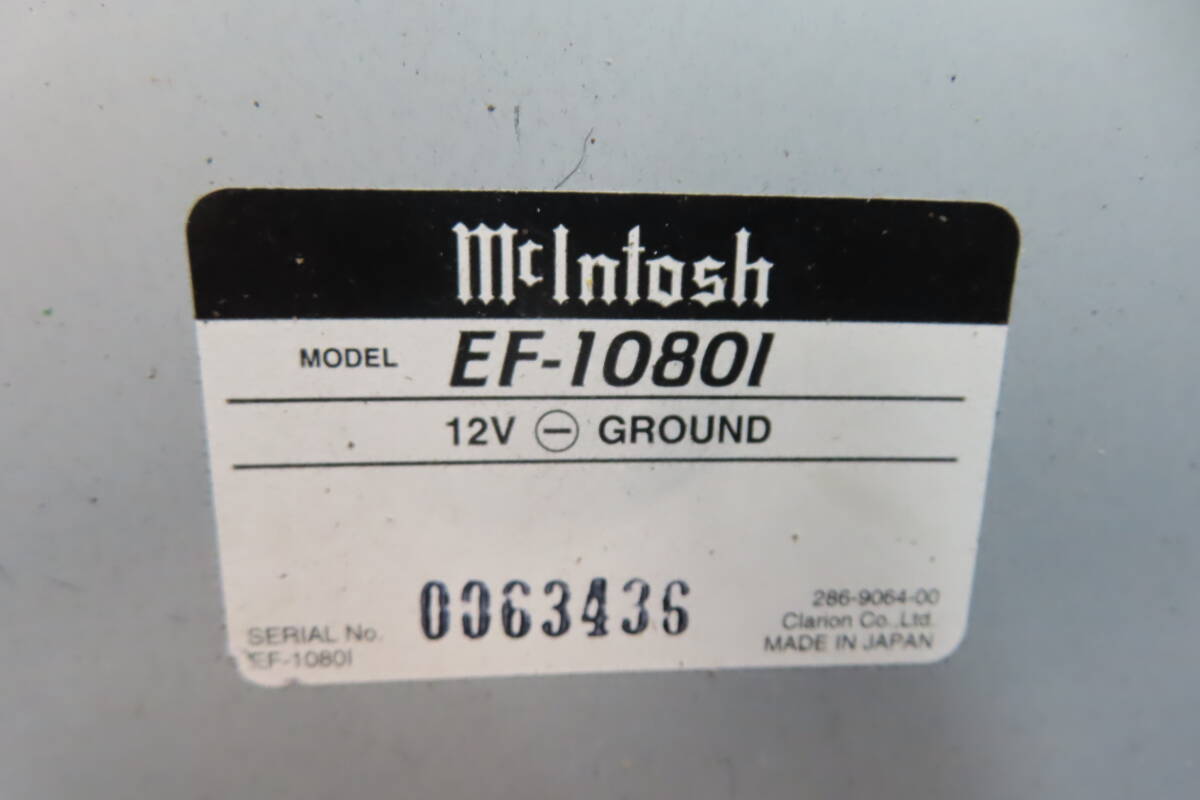 McIntosh
MODEL EF-1080I
12V ⊖ GROUND
0063436
286-9064-00
Clarion Co.,Ltd.
SERIAL No.
MADE IN JAPAN
EF-1080I